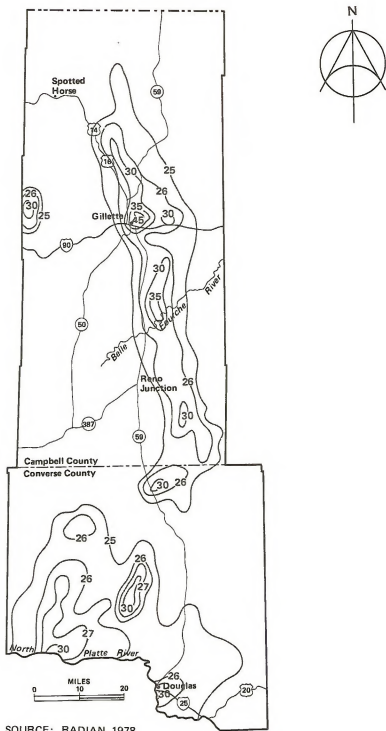 N
Spotted
Horse
59
14
16
25
30
26
26
30
25
35
Gillette
45
30
90
30
35
Belle Fourche River
50
26
Reno
Junction
30
387
59
Campbell County
Converse County
30
26
26
25
26
26
27
30
27
30
North Platte River
MILES
0 10 20
26
Douglas
30
20
25
SOURCE: RADIAN, 1978